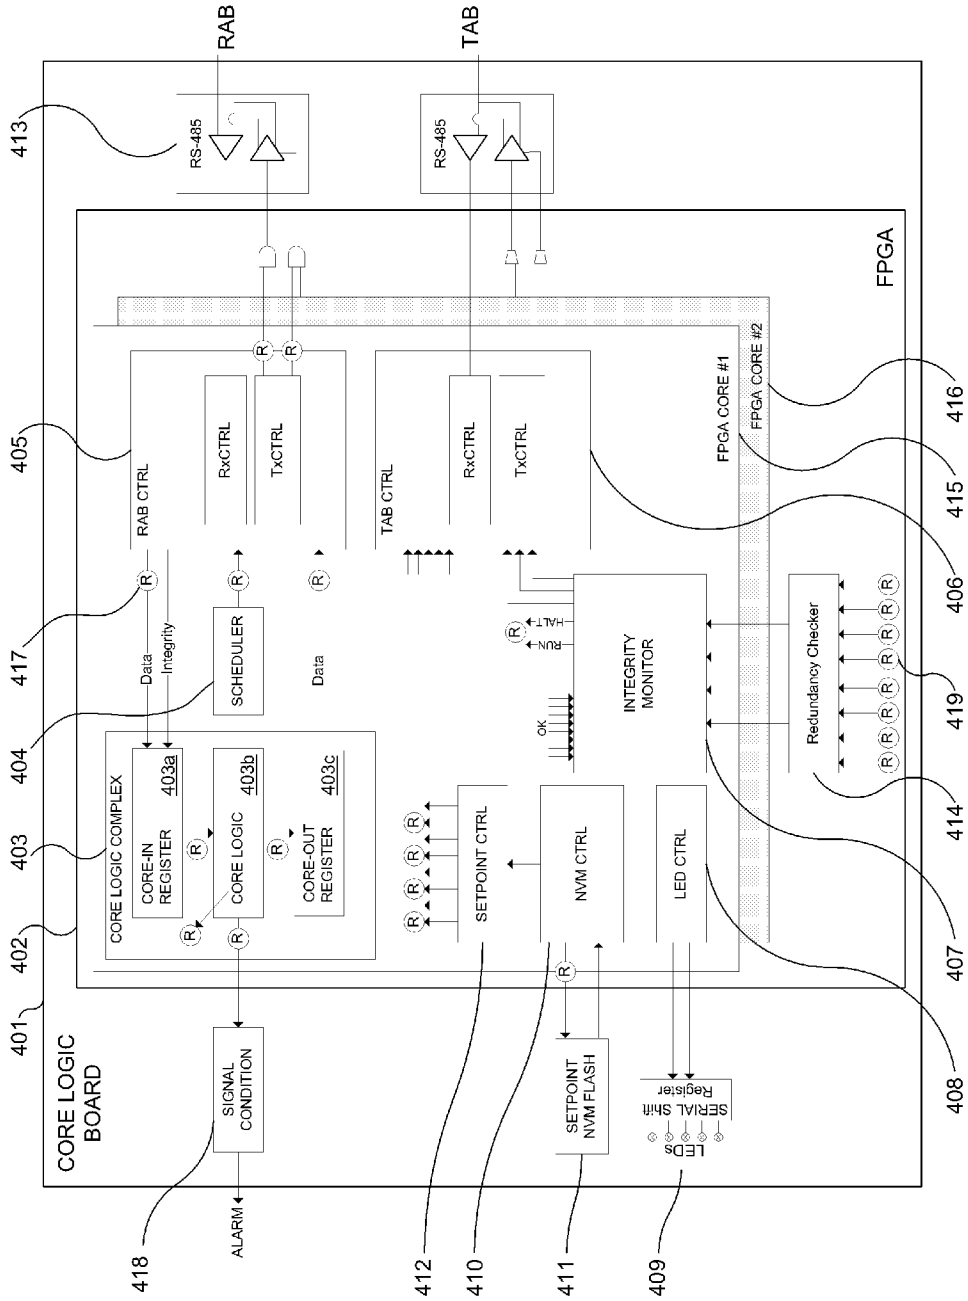 CORE LOGIC
BOARD
401
402
403
404
417
405
413
RAB
TAB
CORE LOGIC COMPLEX
CORE-IN
REGISTER
403a
CORE LOGIC
403b
CORE-OUT
REGISTER
403c
R
R
R
R
Data
Integrity
R
SCHEDULER
R
Data
R
RAB CTRL
RxCTRL
TxCTRL
R
R
RS-485
RS-485
TAB CTRL
RxCTRL
TxCTRL
SIGNAL
CONDITION
ALARM
418
SETPOINT CTRL
R
R
R
R
NVM CTRL
R
SETPOINT
NVM FLASH
LED CTRL
SERIAL Shift
Register
LEDs
OK
RUN
HALT
R
INTEGRITY
MONITOR
Redundancy Checker
R
R
R
R
R
R
R
R
FPGA CORE #1
FPGA CORE #2
FPGA
412
410
411
409
408
407
414
419
406
415
416